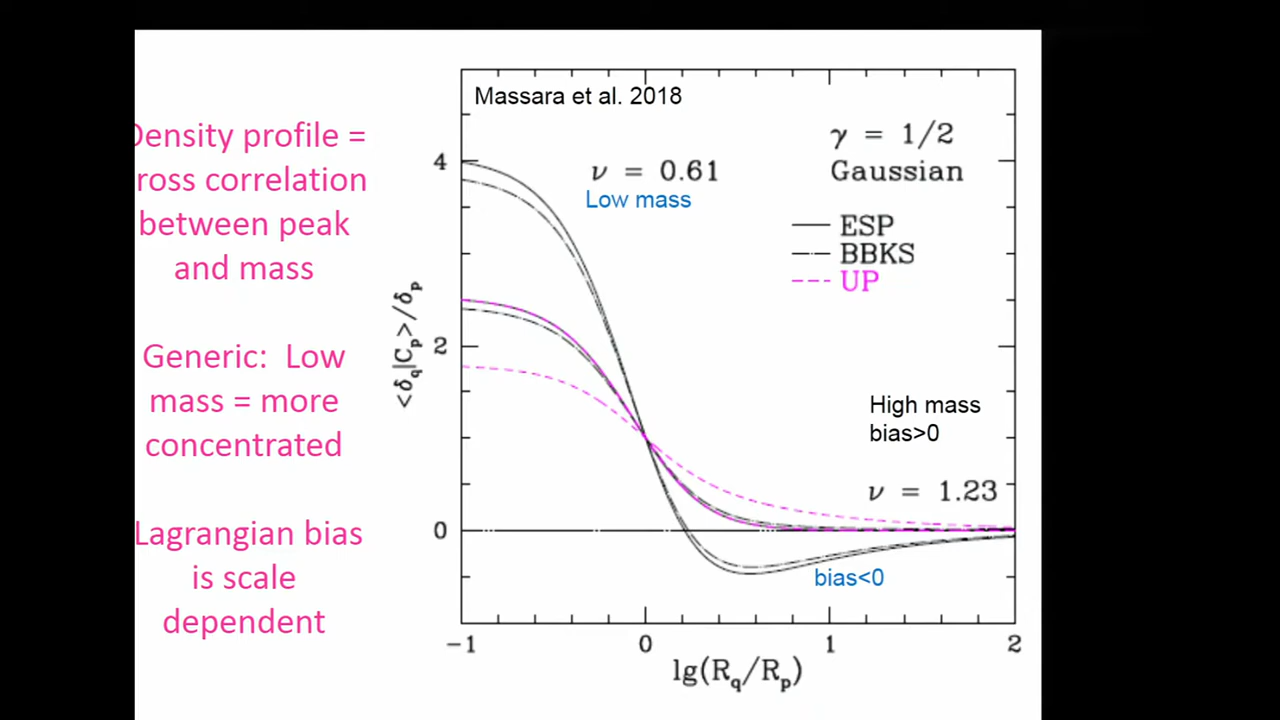 Density profile =
ross correlation
between peak
and mass
Generic: Low
mass = more
concentrated
Lagrangian bias
is scale
dependent
Massara et al. 2018
ν = 0.61
Low mass
γ = 1/2
Gaussian
ESP
BBKS
UP
High mass
bias>0
ν = 1.23
bias<0
<δq|Cp>/δp
4
2
0
−1
0
1
2
lg(Rq/Rp)